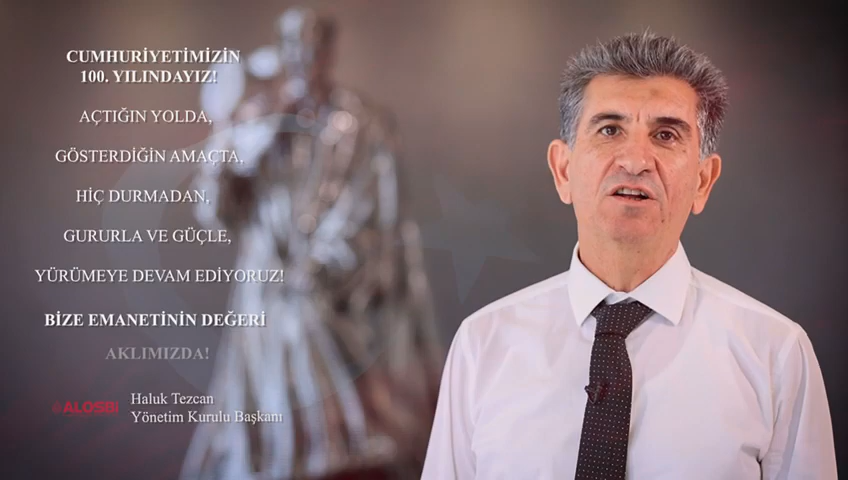 CUMHURİYETİMİZİN
100. YILINDAYIZ!
AÇTIĞIN YOLDA,
GÖSTERDİĞİN AMAÇTA,
HİÇ DURMADAN,
GURURLA VE GÜÇLE,
YÜRÜMEYE DEVAM EDİYORUZ!
BİZE EMANETİNİN DEĞERİ
AKLIMIZDA!
ALOSBİ
Haluk Tezcan
Yönetim Kurulu Başkanı